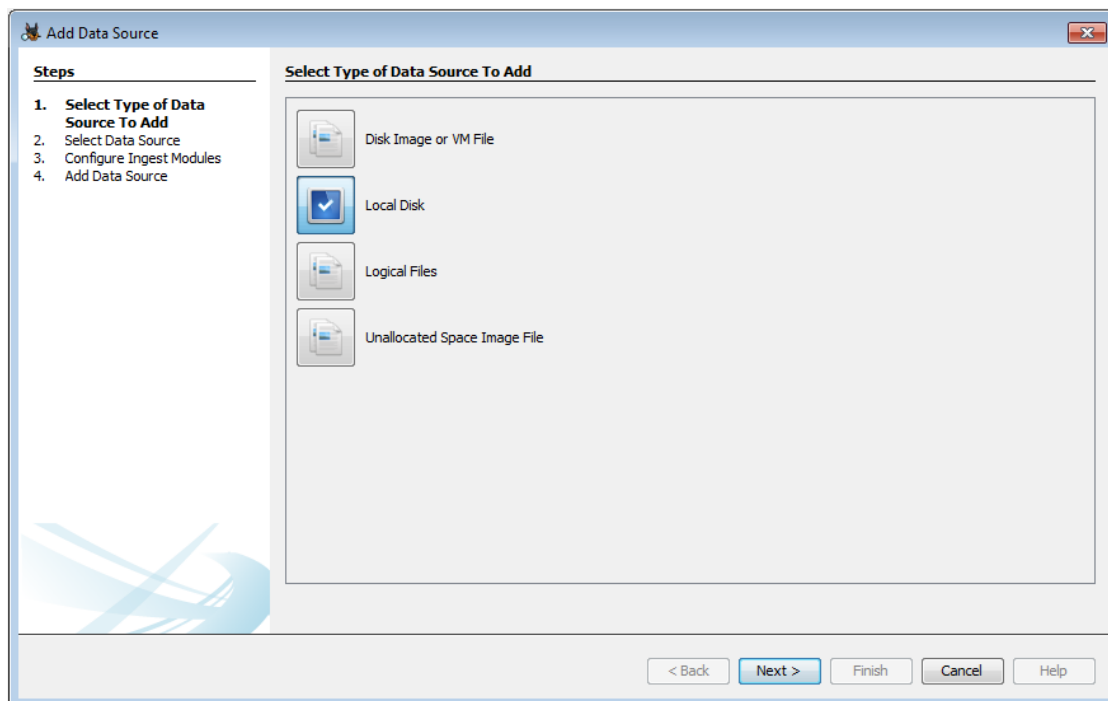 Add Data Source
Steps
1. Select Type of Data
Source To Add
2. Select Data Source
3. Configure Ingest Modules
4. Add Data Source
Select Type of Data Source To Add
Disk Image or VM File
Local Disk
Logical Files
Unallocated Space Image File
< Back
Next >
Finish
Cancel
Help